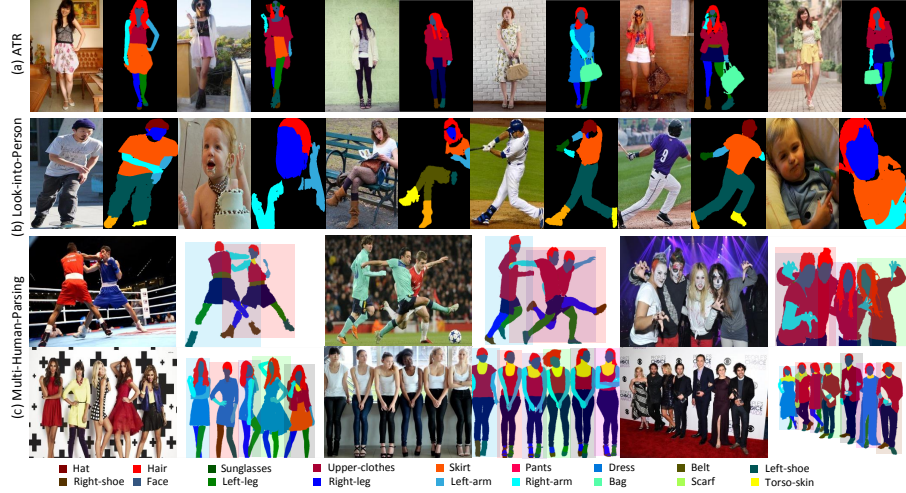 (a) ATR
(b) Look-into-Person
9
(c) Multi-Human-Parsing
Hat Hair Sunglasses Upper-clothes Skirt Pants Dress Belt Left-shoe
Right-shoe Face Left-leg Right-leg Left-arm Right-arm Bag Scarf Torso-skin